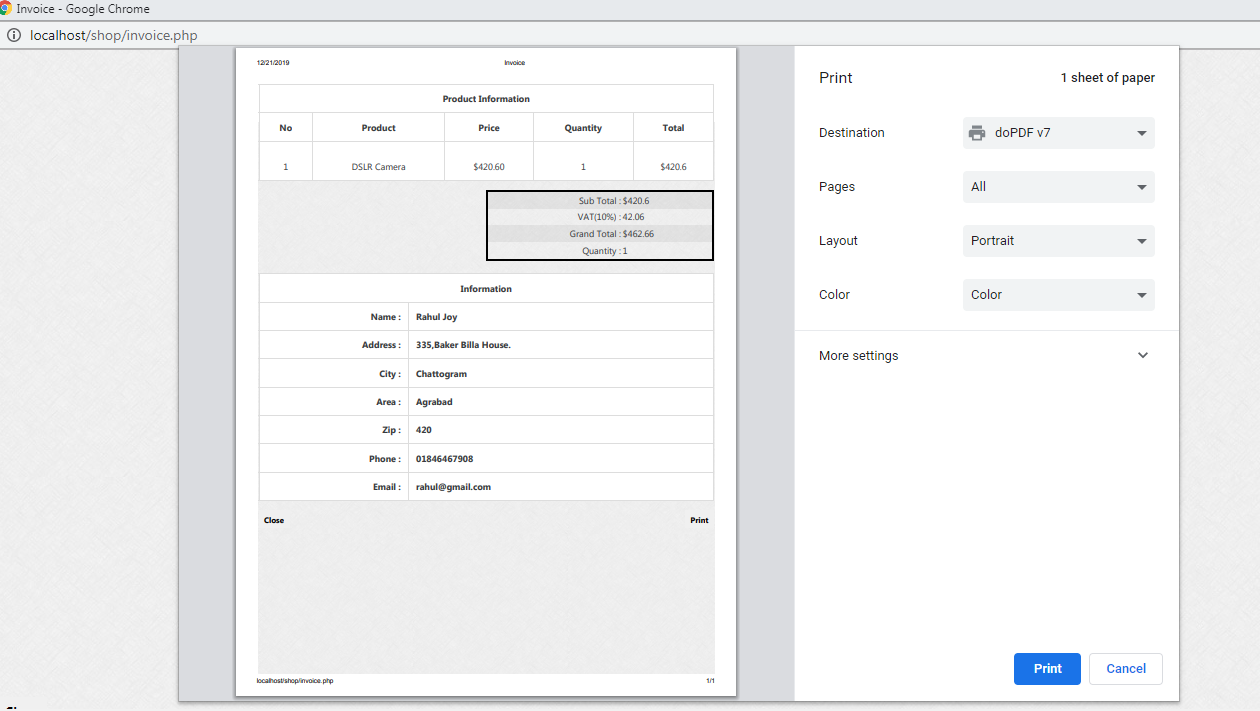 Invoice - Google Chrome
localhost/shop/invoice.php
12/21/2019 Invoice
Product Information
No Product Price Quantity Total
1 DSLR Camera $420.60 1 $420.6
Sub Total : $420.6
VAT(10%) : 42.06
Grand Total : $462.66
Quantity : 1
Information
Name : Rahul Joy
Address : 335,Baker Billa House.
City : Chattogram
Area : Agrabad
Zip : 420
Phone : 01846467908
Email : rahul@gmail.com
Close Print
localhost/shop/invoice.php 1/1
Print 1 sheet of paper
Destination doPDF v7
Pages All
Layout Portrait
Color Color
More settings
Print Cancel